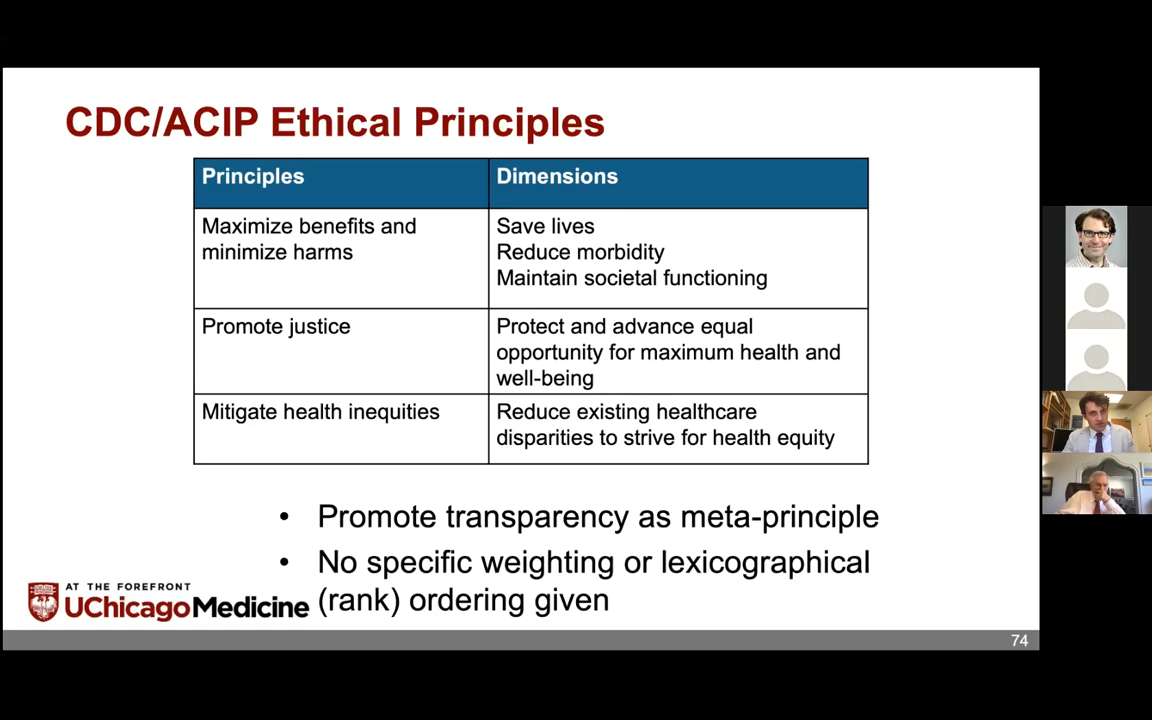 CDC/ACIP Ethical Principles
Principles
Dimensions
Maximize benefits and
minimize harms
Save lives
Reduce morbidity
Maintain societal functioning
Promote justice
Protect and advance equal
opportunity for maximum health and
well-being
Mitigate health inequities
Reduce existing healthcare
disparities to strive for health equity
• Promote transparency as meta-principle
• No specific weighting or lexicographical
(rank) ordering given
AT THE FOREFRONT
UChicagoMedicine
74